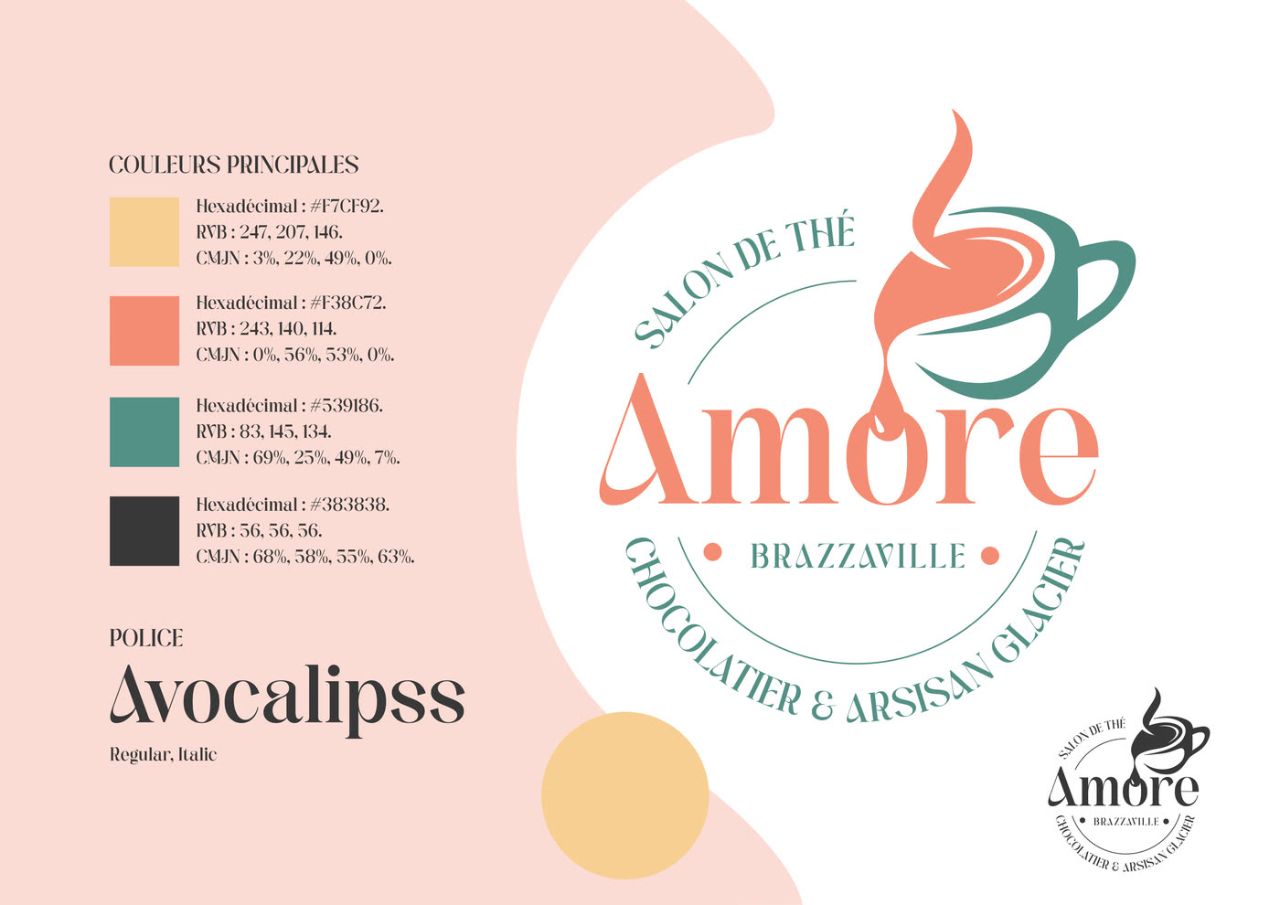 COULEURS PRINCIPALES
Hexadécimal : #F7CF92.
RVB : 247, 207, 146.
CMJN : 3%, 22%, 49%, 0%.
Hexadécimal : #F38C72.
RVB : 243, 140, 114.
CMJN : 0%, 56%, 53%, 0%.
Hexadécimal : #539186.
RVB : 83, 145, 134.
CMJN : 69%, 25%, 49%, 7%.
Hexadécimal : #383838.
RVB : 56, 56, 56.
CMJN : 68%, 58%, 55%, 63%.
POLICE
Avocalipss
Regular, Italic
SALON DE THÉ
Amore
BRAZZAVILLE
CHOCOLATIER & ARSISAN GLACIER
SALON DE THÉ
Amore
BRAZZAVILLE
CHOCOLATIER & ARSISAN GLACIER